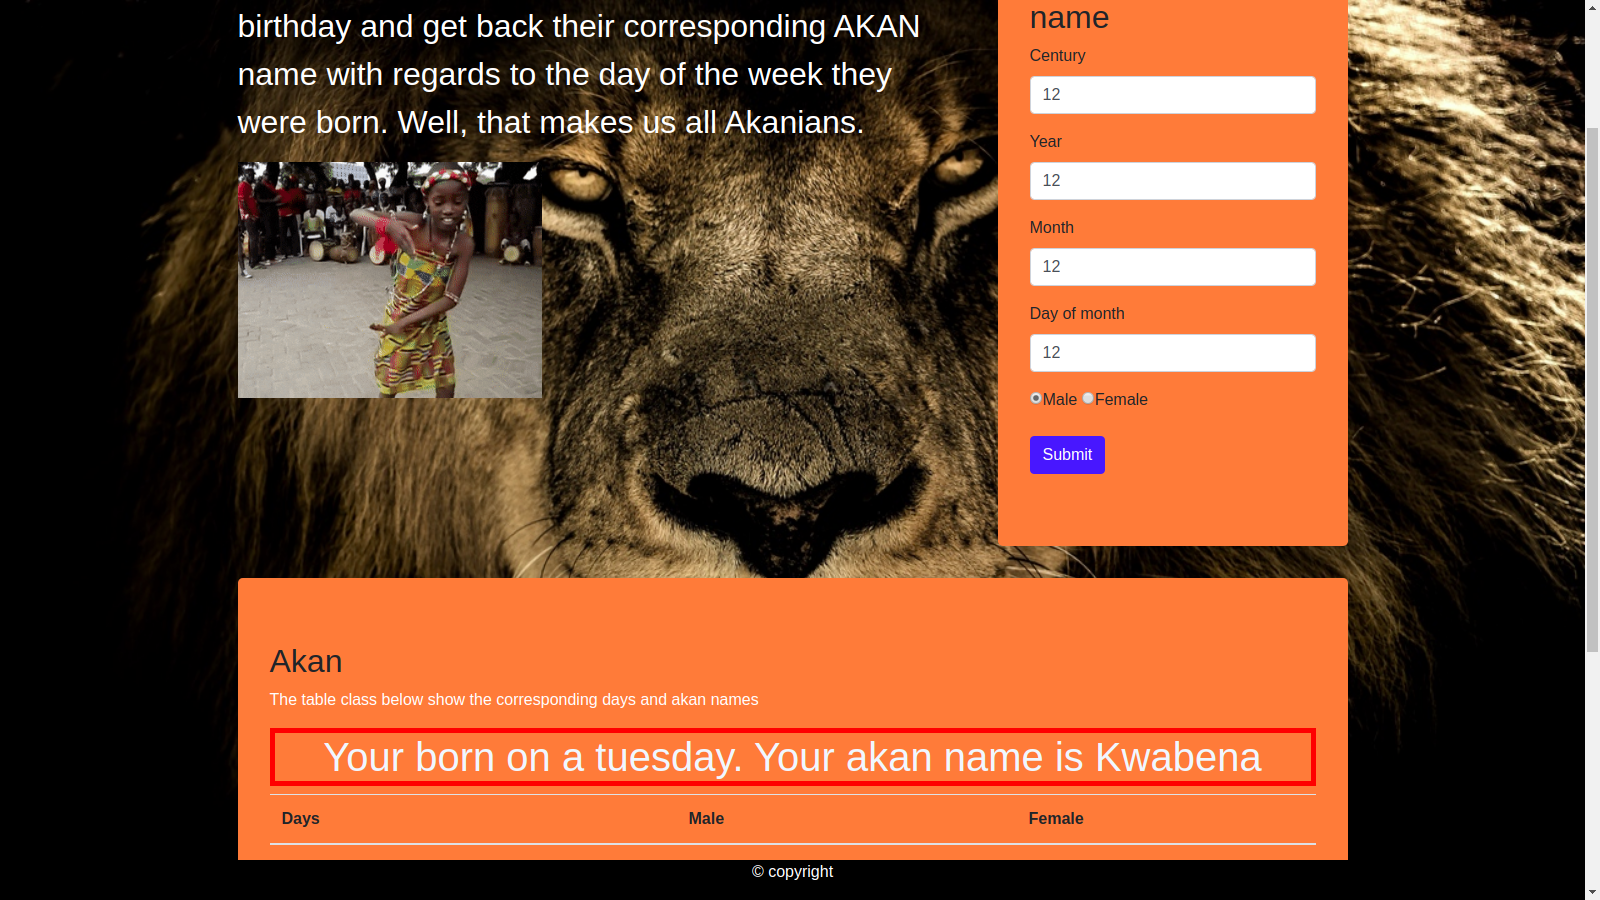 birthday and get back their corresponding AKAN
name with regards to the day of the week they
were born. Well, that makes us all Akanians.
name
Century
12
Year
12
Month
12
Day of month
12
Male Female
Submit
Akan
The table class below show the corresponding days and akan names
Your born on a tuesday. Your akan name is Kwabena
Days Male Female
© copyright